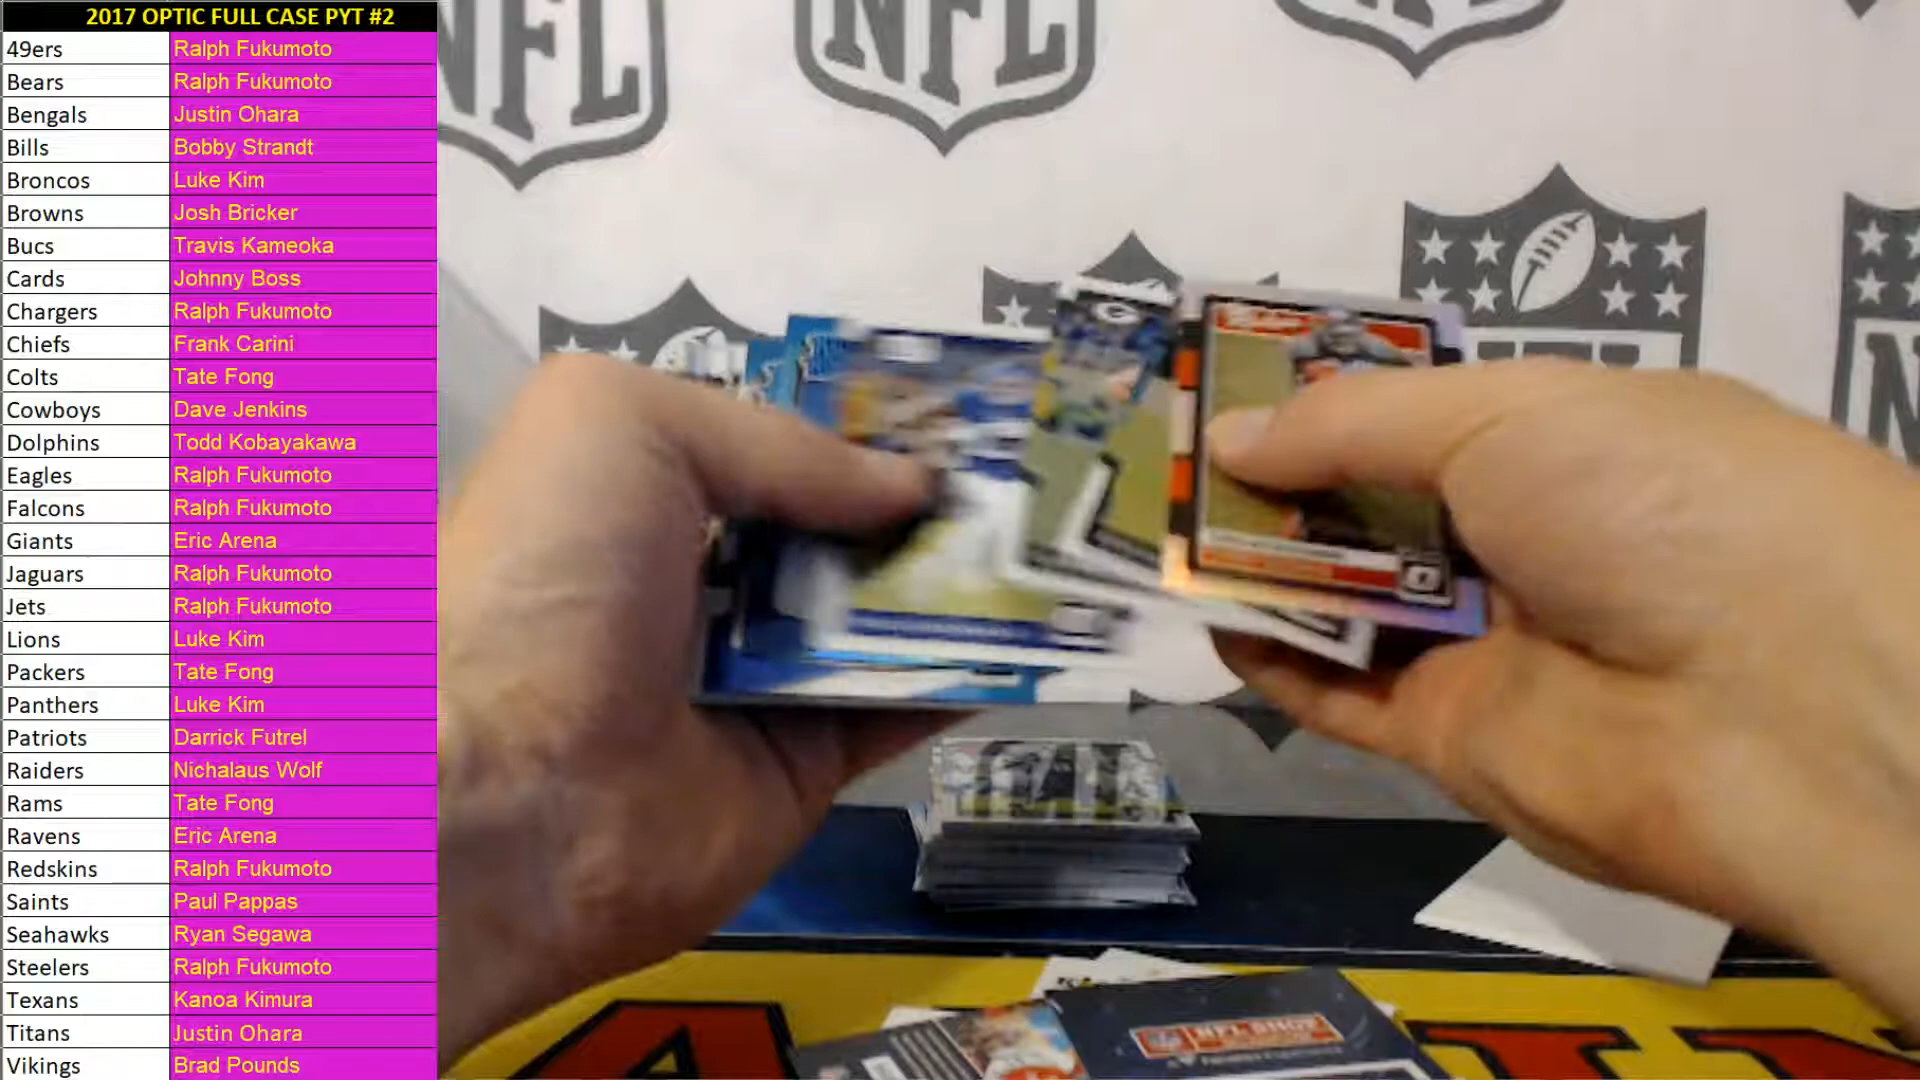 2017 OPTIC FULL CASE PYT #2
49ers Ralph Fukumoto
Bears Ralph Fukumoto
Bengals Justin Ohara
Bills Bobby Strandt
Broncos Luke Kim
Browns Josh Bricker
Bucs Travis Kameoka
Cards Johnny Boss
Chargers Ralph Fukumoto
Chiefs Frank Carini
Colts Tate Fong
Cowboys Dave Jenkins
Dolphins Todd Kobayakawa
Eagles Ralph Fukumoto
Falcons Ralph Fukumoto
Giants Eric Arena
Jaguars Ralph Fukumoto
Jets Ralph Fukumoto
Lions Luke Kim
Packers Tate Fong
Panthers Luke Kim
Patriots Darrick Futrel
Raiders Nichalaus Wolf
Rams Tate Fong
Ravens Eric Arena
Redskins Ralph Fukumoto
Saints Paul Pappas
Seahawks Ryan Segawa
Steelers Ralph Fukumoto
Texans Kanoa Kimura
Titans Justin Ohara
Vikings Brad Pounds
NFL
NFL
NFL
NFL SHOP